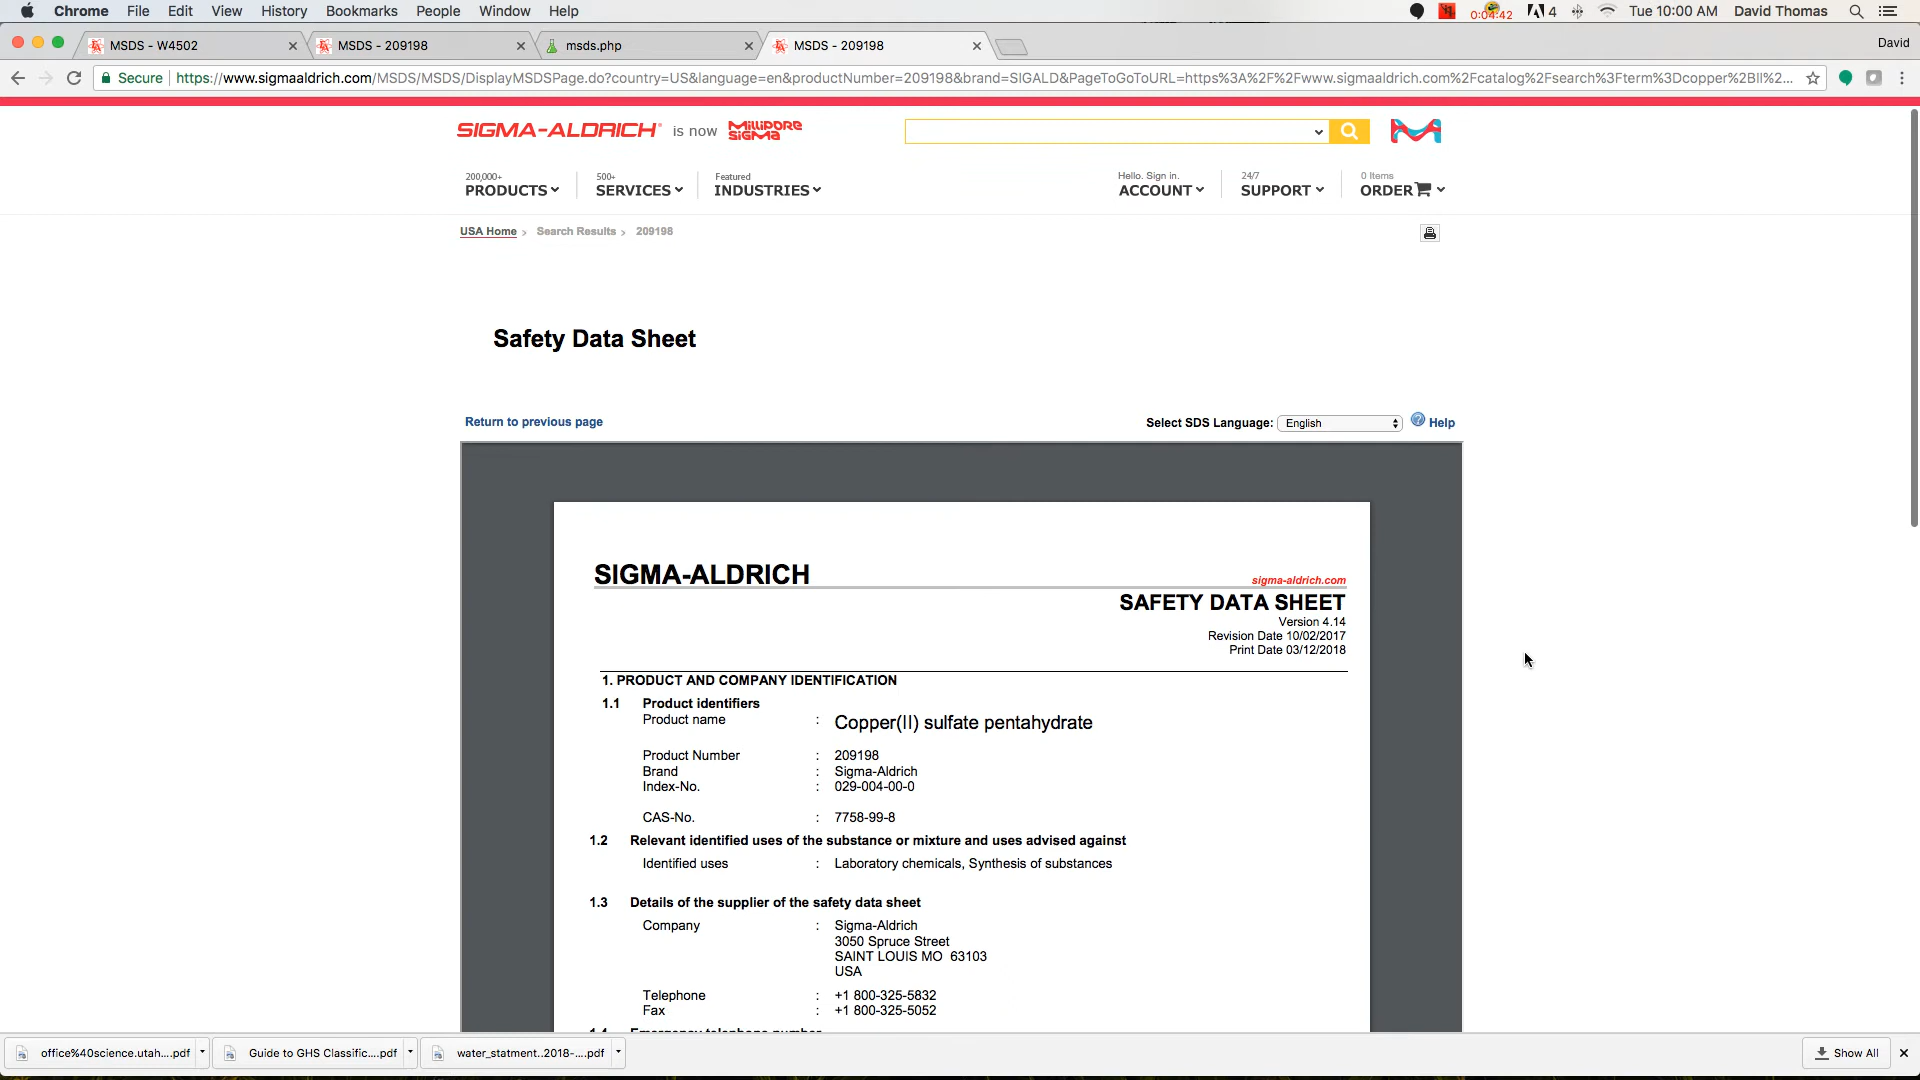 Chrome File Edit View History Bookmarks People Window Help 0:04:42 4 Tue 10:00 AM David Thomas
MSDS - W4502 MSDS - 209198 msds.php MSDS - 209198 David
Secure https://www.sigmaaldrich.com/MSDS/MSDS/DisplayMSDSPage.do?country=US&language=en&productNumber=209198&brand=SIGALD&PageToGoToURL=https%3A%2F%2Fwww.sigmaaldrich.com%2Fcatalog%2Fsearch%3Fterm%3Dcopper%2BII%2...
SIGMA-ALDRICH is now MILLIPORE SIGMA
200,000+ 500+ Featured Hello. Sign in. 24/7 0 Items
PRODUCTS SERVICES INDUSTRIES ACCOUNT SUPPORT ORDER
USA Home › Search Results › 209198
Safety Data Sheet
Return to previous page Select SDS Language: English Help
SIGMA-ALDRICH sigma-aldrich.com
SAFETY DATA SHEET
Version 4.14
Revision Date 10/02/2017
Print Date 03/12/2018
1. PRODUCT AND COMPANY IDENTIFICATION
1.1 Product identifiers
Product name : Copper(II) sulfate pentahydrate
Product Number : 209198
Brand : Sigma-Aldrich
Index-No. : 029-004-00-0
CAS-No. : 7758-99-8
1.2 Relevant identified uses of the substance or mixture and uses advised against
Identified uses : Laboratory chemicals, Synthesis of substances
1.3 Details of the supplier of the safety data sheet
Company : Sigma-Aldrich
3050 Spruce Street
SAINT LOUIS MO 63103
USA
Telephone : +1 800-325-5832
Fax : +1 800-325-5052
1.4 Emergency telephone number
office%40science.utah....pdf Guide to GHS Classific....pdf water_statment..2018-....pdf Show All